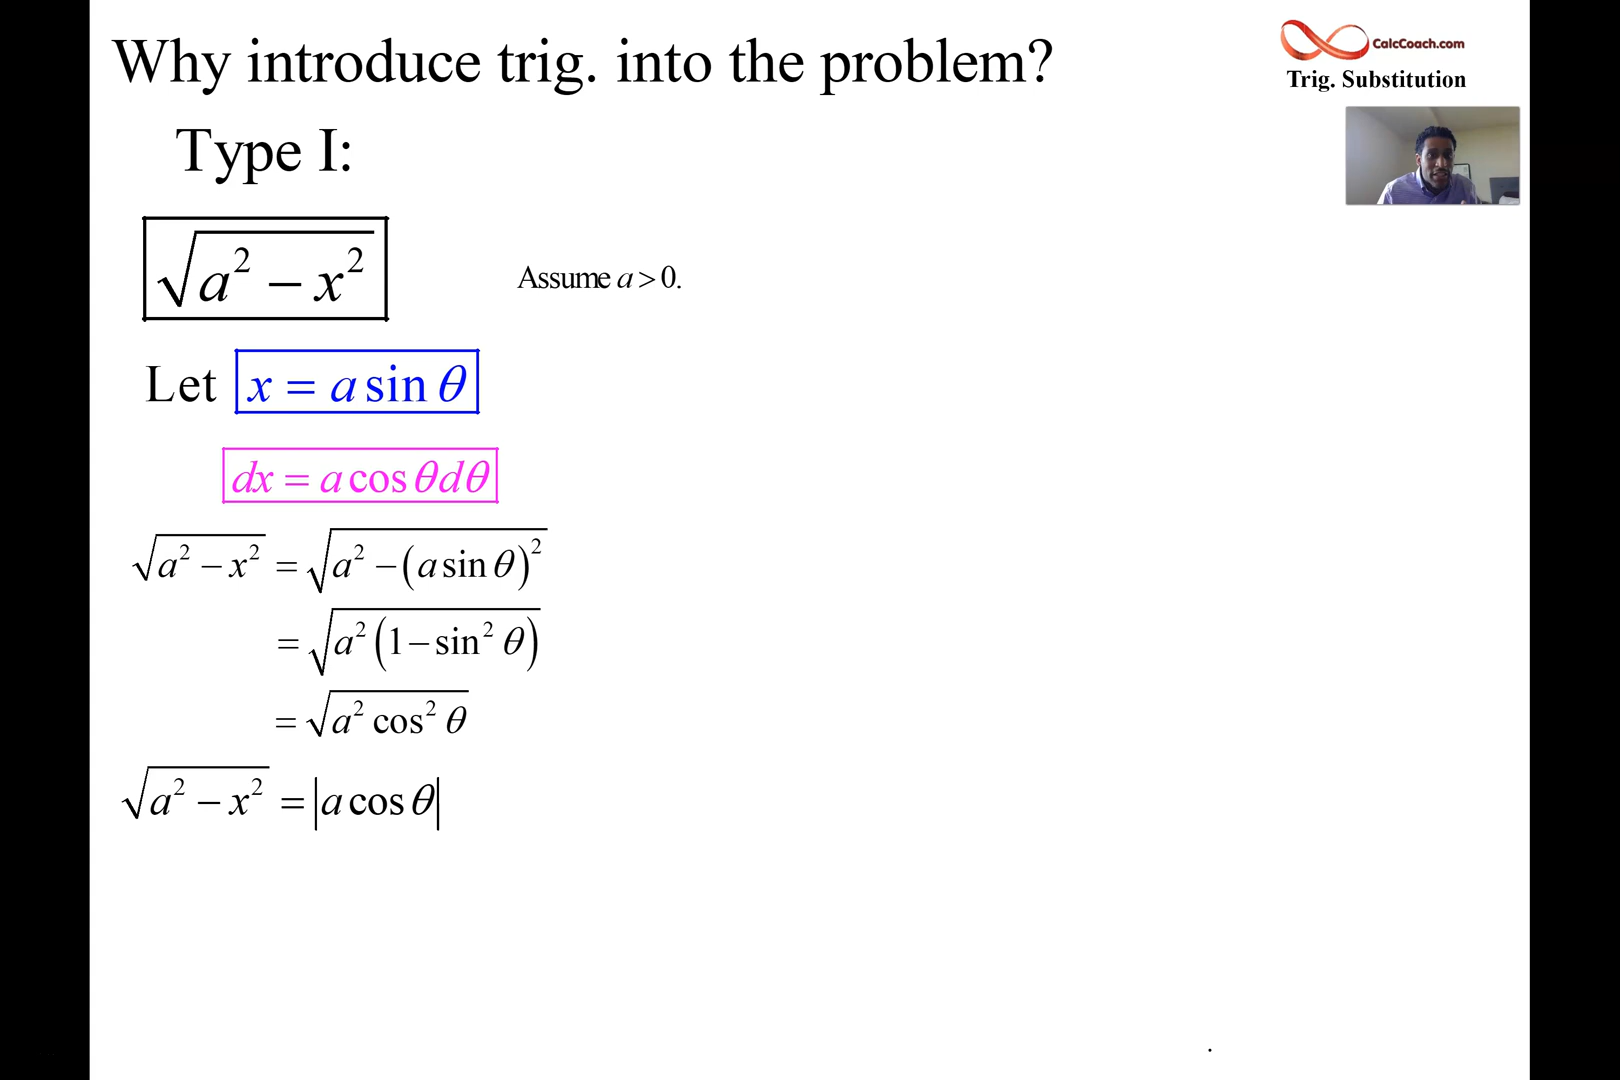 Why introduce trig. into the problem?
CalcCoach.com
Trig. Substitution
Type I:
√(a² − x²)
Assume a > 0.
Let x = a sin θ
dx = a cos θdθ
√(a² − x²) = √(a² − (a sin θ)²)
= √(a² (1 − sin² θ))
= √(a² cos² θ)
√(a² − x²) = |a cos θ|
.